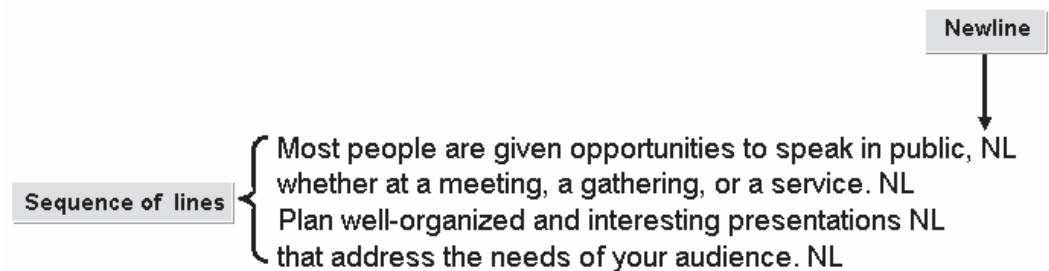 Newline
Most people are given opportunities to speak in public, NL
whether at a meeting, a gathering, or a service. NL
Sequence of lines
Plan well-organized and interesting presentations NL
that address the needs of your audience. NL